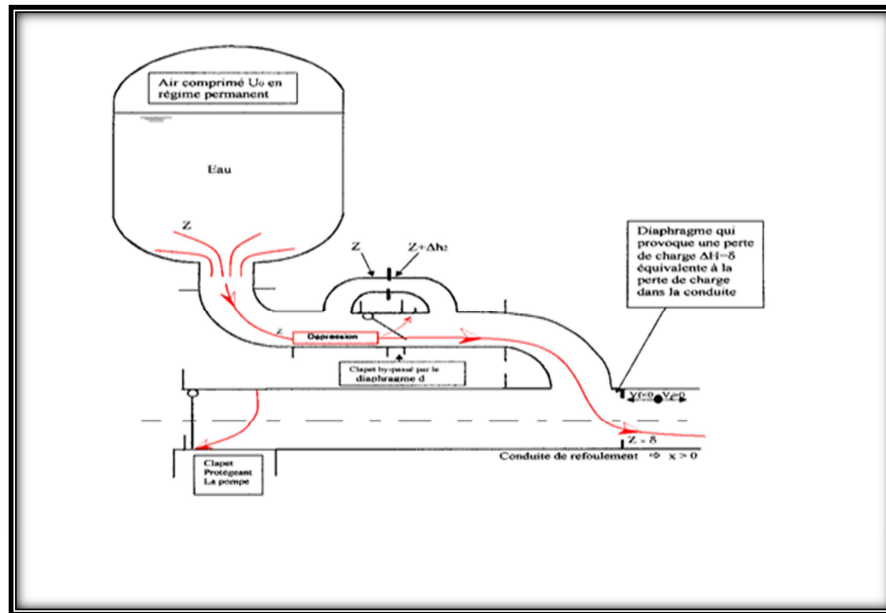 Air comprimé U₀ en
régime permanent
Eau
Z
Z
Z+Δh₂
Diaphragme qui
provoque une perte
de charge ΔH=δ
équivalente à la
perte de charge
dans la conduite
z
Dépression
Clapet by-passé par le
diaphragme d
Z = δ
Conduite de refoulement ⇨ x > 0
Clapet
Protégeant
La pompe